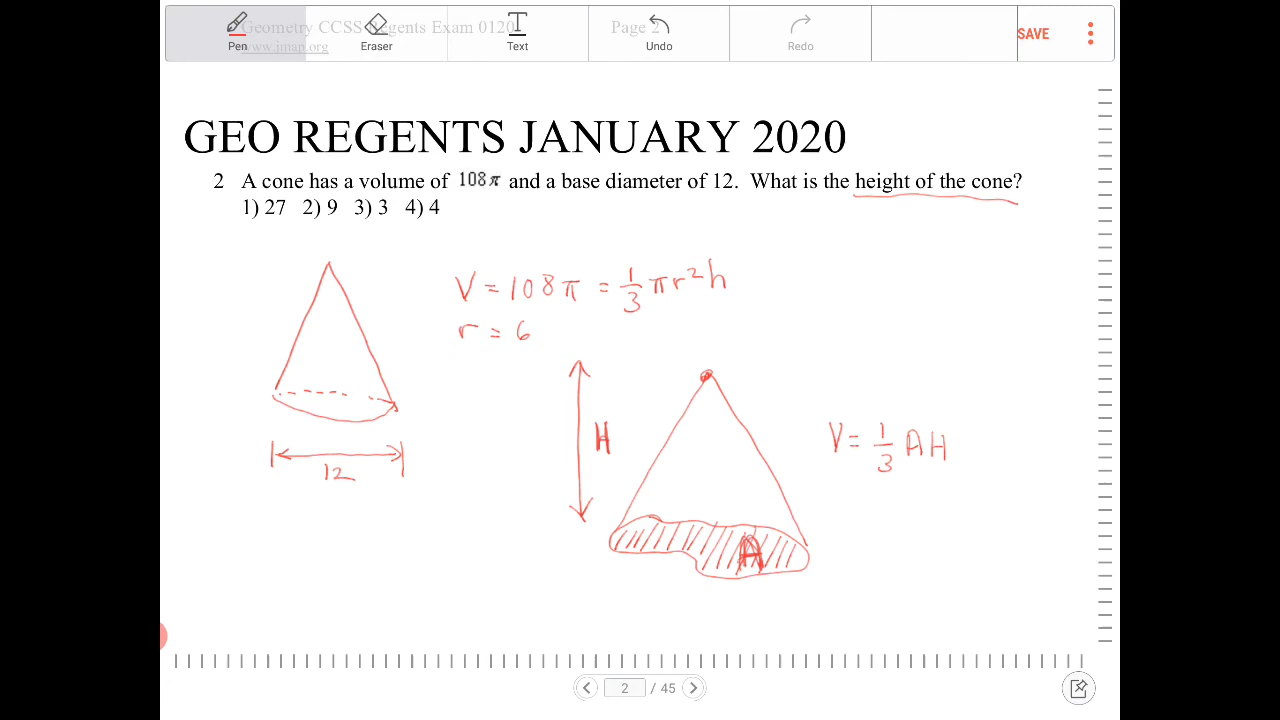 Geometry CCSS Regents Exam 0120
Page 2
www.jmap.org
Pen
Eraser
Text
Undo
Redo
SAVE
GEO REGENTS JANUARY 2020
2 A cone has a volume of 108π and a base diameter of 12. What is the height of the cone?
1) 27 2) 9 3) 3 4) 4
V = 108π = 1/3 πr²h
r = 6
H
V = 1/3 AH
12
A
2 / 45